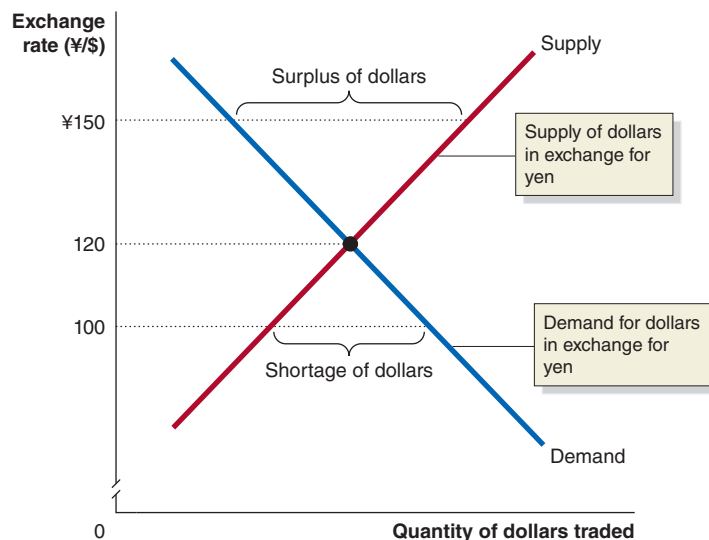 Exchange
rate (¥/$)
Supply
Surplus of dollars
¥150
Supply of dollars
in exchange for
yen
120
100
Demand for dollars
in exchange for
yen
Shortage of dollars
Demand
0
Quantity of dollars traded